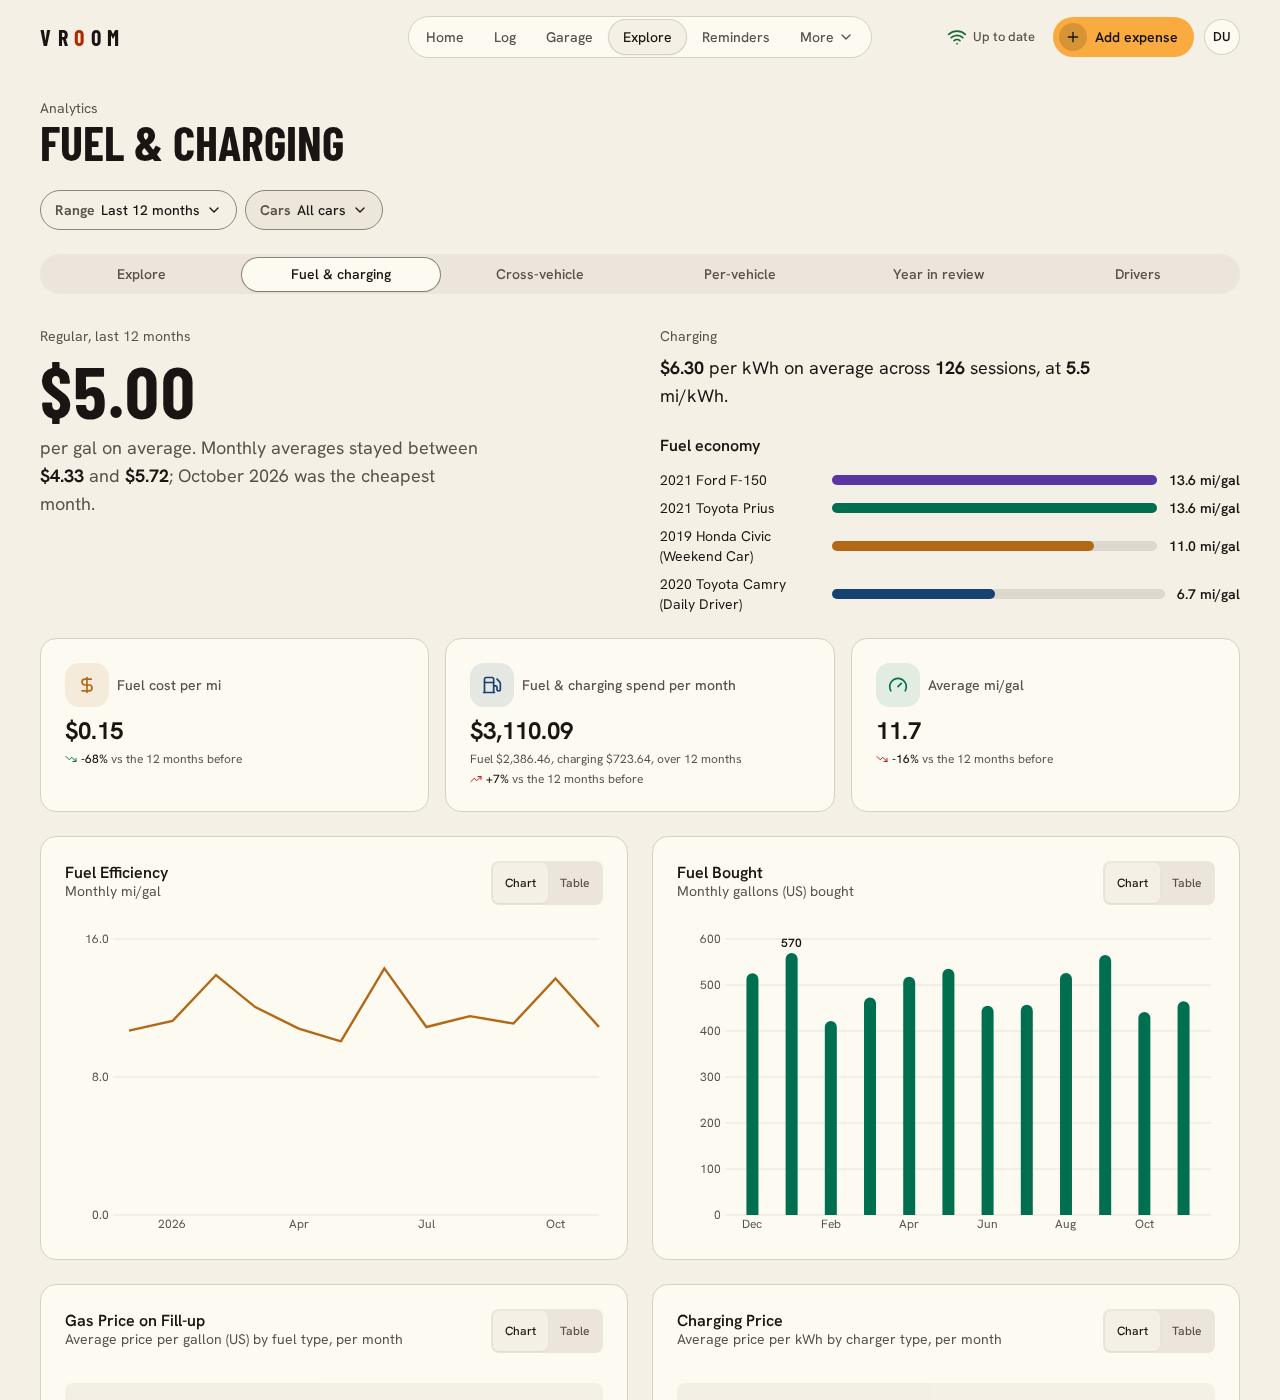 VROOM
Home Log Garage Explore Reminders More
Up to date
Add expense
DU
Analytics
FUEL & CHARGING
Range Last 12 months
Cars All cars
Explore Fuel & charging Cross-vehicle Per-vehicle Year in review Drivers
Regular, last 12 months
$5.00
per gal on average. Monthly averages stayed between
$4.33 and $5.72; October 2026 was the cheapest
month.
Charging
$6.30 per kWh on average across 126 sessions, at 5.5
mi/kWh.
Fuel economy
2021 Ford F-150 13.6 mi/gal
2021 Toyota Prius 13.6 mi/gal
2019 Honda Civic
(Weekend Car) 11.0 mi/gal
2020 Toyota Camry
(Daily Driver) 6.7 mi/gal
Fuel cost per mi
$0.15
-68% vs the 12 months before
Fuel & charging spend per month
$3,110.09
Fuel $2,386.46, charging $723.64, over 12 months
+7% vs the 12 months before
Average mi/gal
11.7
-16% vs the 12 months before
Fuel Efficiency
Monthly mi/gal
Chart Table
16.0
8.0
0.0
2026 Apr Jul Oct
Fuel Bought
Monthly gallons (US) bought
Chart Table
570
600
500
400
300
200
100
0
Dec Feb Apr Jun Aug Oct
Gas Price on Fill-up
Average price per gallon (US) by fuel type, per month
Chart Table
Charging Price
Average price per kWh by charger type, per month
Chart Table